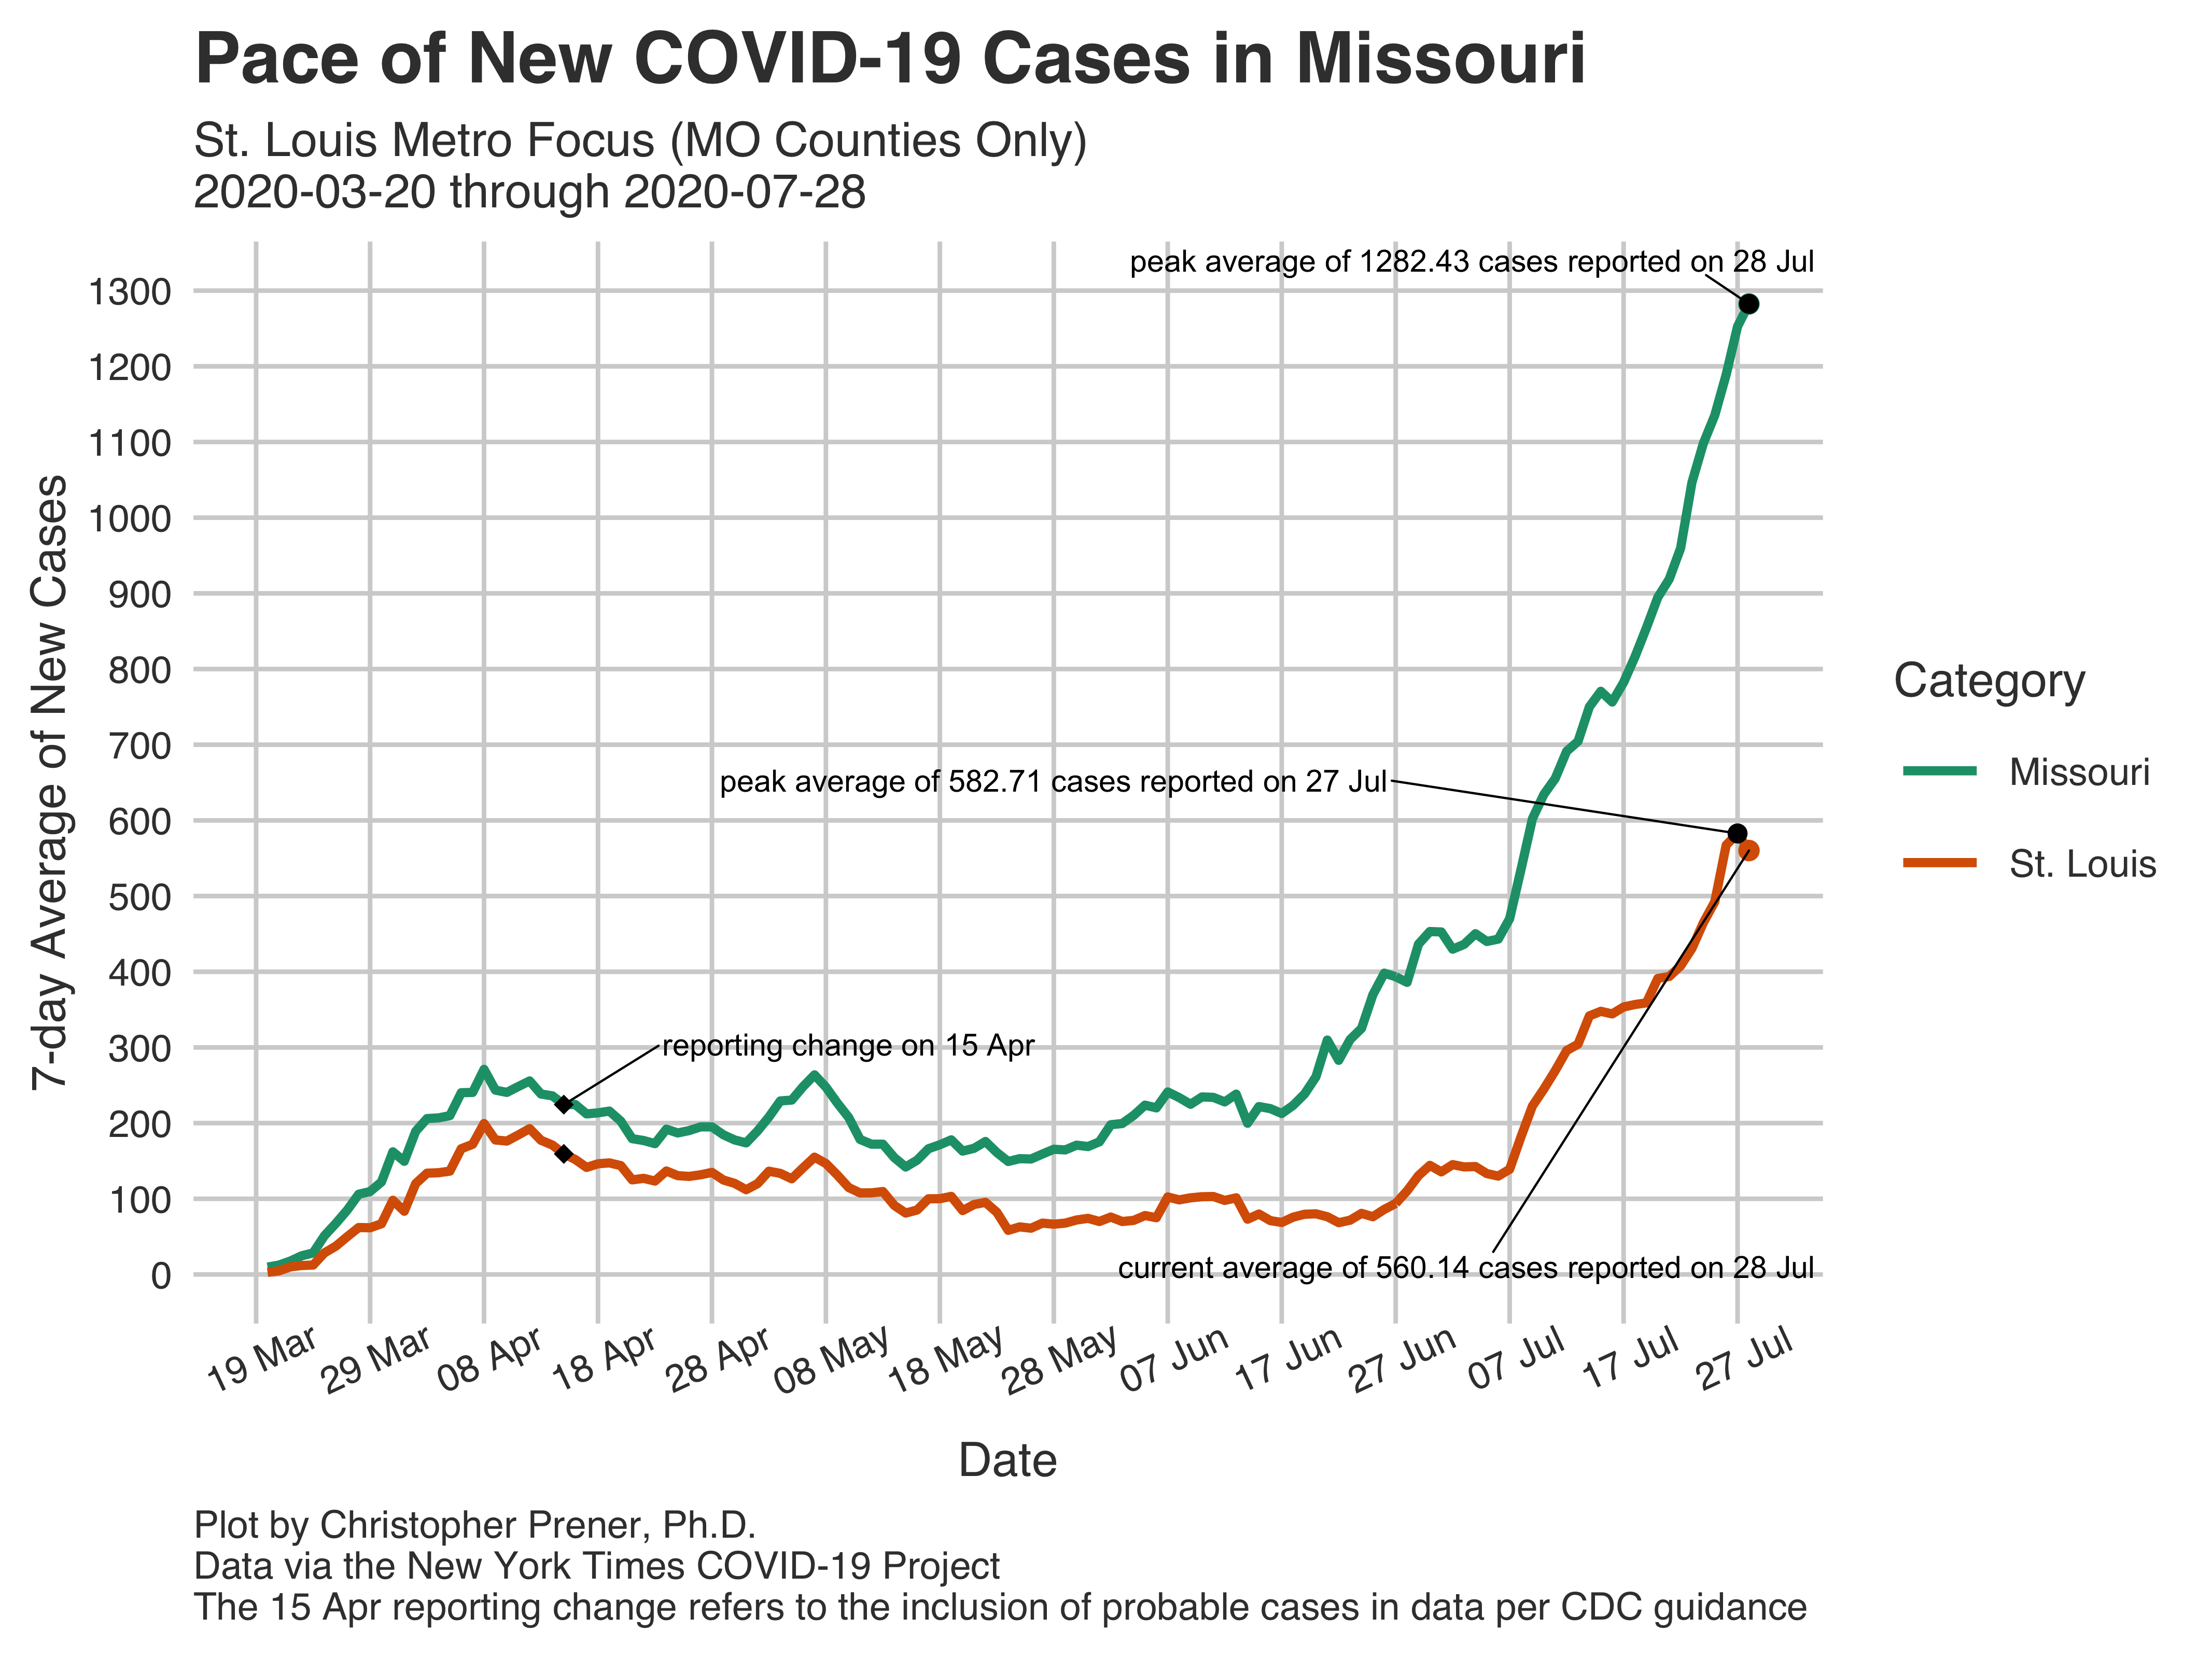 Pace of New COVID-19 Cases in Missouri
St. Louis Metro Focus (MO Counties Only)
2020-03-20 through 2020-07-28
7-day Average of New Cases
1300
1200
1100
1000
900
800
700
600
500
400
300
200
100
0
peak average of 1282.43 cases reported on 28 Jul
peak average of 582.71 cases reported on 27 Jul
reporting change on 15 Apr
current average of 560.14 cases reported on 28 Jul
Category
Missouri
St. Louis
19 Mar
29 Mar
08 Apr
18 Apr
28 Apr
08 May
18 May
28 May
07 Jun
17 Jun
27 Jun
07 Jul
17 Jul
27 Jul
Date
Plot by Christopher Prener, Ph.D.
Data via the New York Times COVID-19 Project
The 15 Apr reporting change refers to the inclusion of probable cases in data per CDC guidance